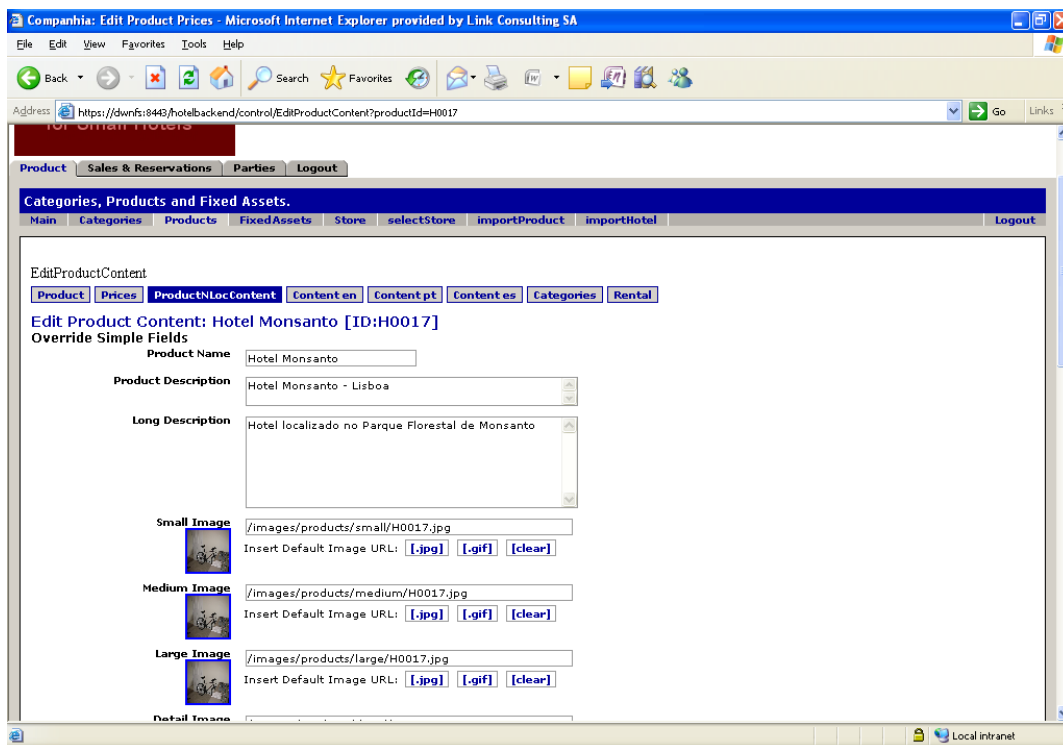 Companhia: Edit Product Prices - Microsoft Internet Explorer provided by Link Consulting SA
File Edit View Favorites Tools Help
Back Search Favorites
Address https://dwnfs:8443/hotelbackend/control/EditProductContent?productId=H0017 Go Links
for Small Hotels
Product Sales & Reservations Parties Logout
Categories, Products and Fixed Assets.
Main Categories Products FixedAssets Store selectStore importProduct importHotel Logout
EditProductContent
Product Prices ProductNLocContent Content en Content pt Content es Categories Rental
Edit Product Content: Hotel Monsanto [ID:H0017]
Override Simple Fields
Product Name Hotel Monsanto
Product Description Hotel Monsanto - Lisboa
Long Description Hotel localizado no Parque Florestal de Monsanto
Small Image /images/products/small/H0017.jpg
Insert Default Image URL: [.jpg] [.gif] [clear]
Medium Image /images/products/medium/H0017.jpg
Insert Default Image URL: [.jpg] [.gif] [clear]
Large Image /images/products/large/H0017.jpg
Insert Default Image URL: [.jpg] [.gif] [clear]
Detail Image
Local intranet